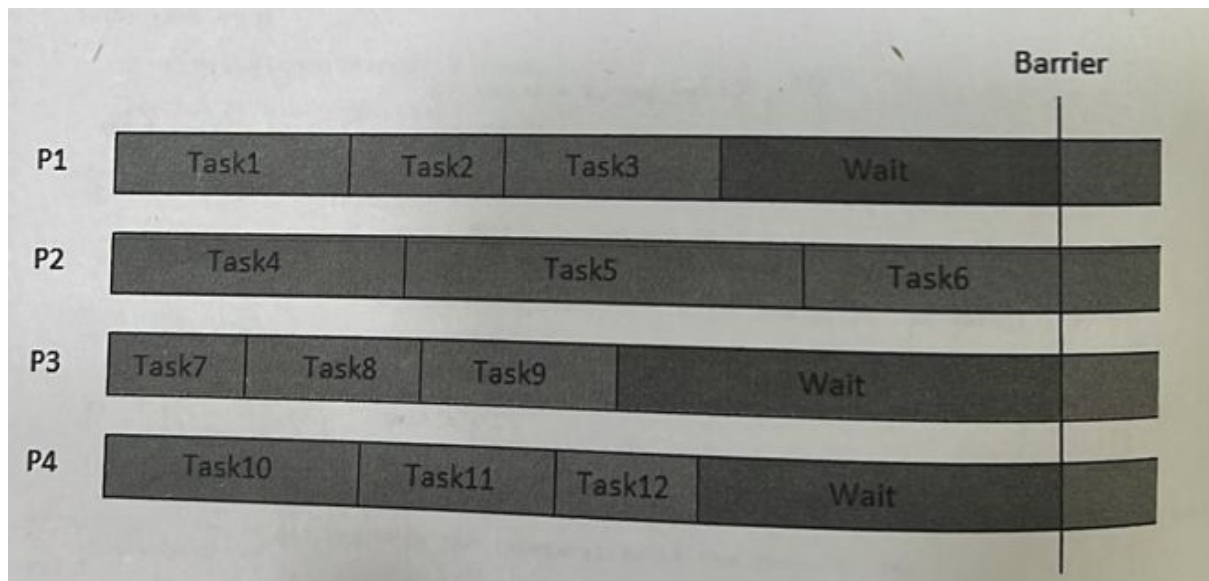 Barrier
P1 Task1 Task2 Task3 Wait
P2 Task4 Task5 Task6
P3 Task7 Task8 Task9 Wait
P4 Task10 Task11 Task12 Wait